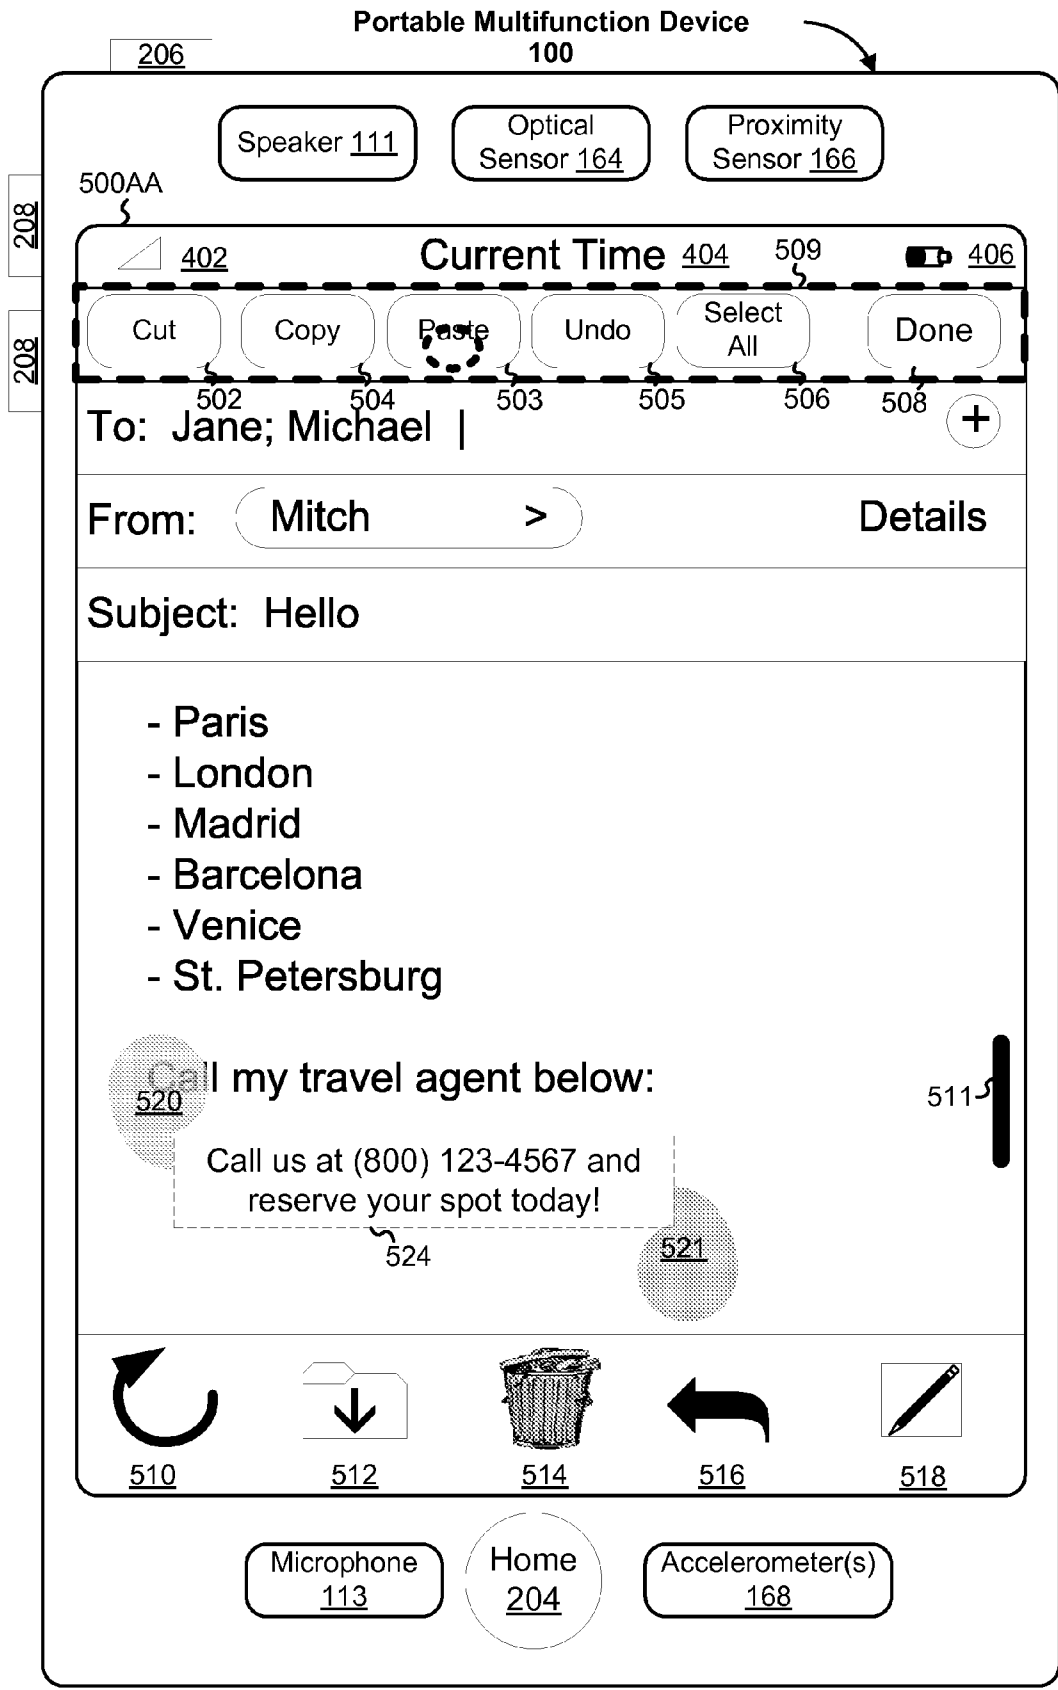 Portable Multifunction Device
100
206
Speaker 111
Optical
Sensor 164
Proximity
Sensor 166
500AA
208
208
402
Current Time 404
509
406
Cut
Copy
Paste
Undo
Select
All
Done
502
504
503
505
506
508
To: Jane; Michael |
+
From: Mitch >
Details
Subject: Hello
- Paris
- London
- Madrid
- Barcelona
- Venice
- St. Petersburg
Call my travel agent below:
520
511
Call us at (800) 123-4567 and
reserve your spot today!
524
521
510
512
514
516
518
Microphone
113
Home
204
Accelerometer(s)
168